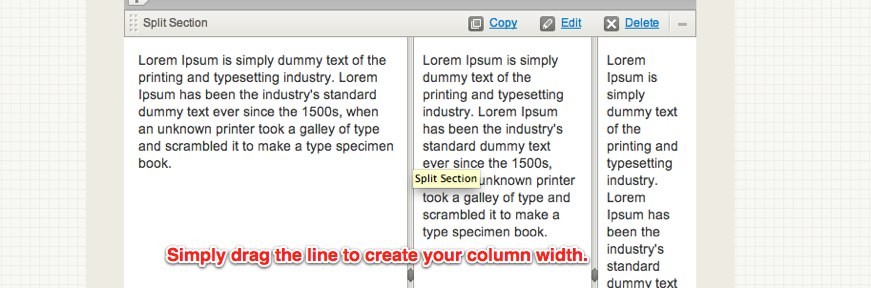 Split Section
Copy
Edit
Delete
Lorem Ipsum is simply dummy text of the
printing and typesetting industry. Lorem
Ipsum has been the industry's standard
dummy text ever since the 1500s, when
an unknown printer took a galley of type
and scrambled it to make a type specimen
book.
Lorem Ipsum is simply
dummy text of the
printing and typesetting
industry. Lorem Ipsum
has been the industry's
standard dummy text
ever since the 1500s,
unknown printer
took a galley of type and
scrambled it to make a
type specimen book.
Split Section
Lorem
Ipsum is
simply
dummy text
of the
printing and
typesetting
industry.
Lorem
Ipsum has
been the
industry's
standard
dummy text
Simply drag the line to create your column width.